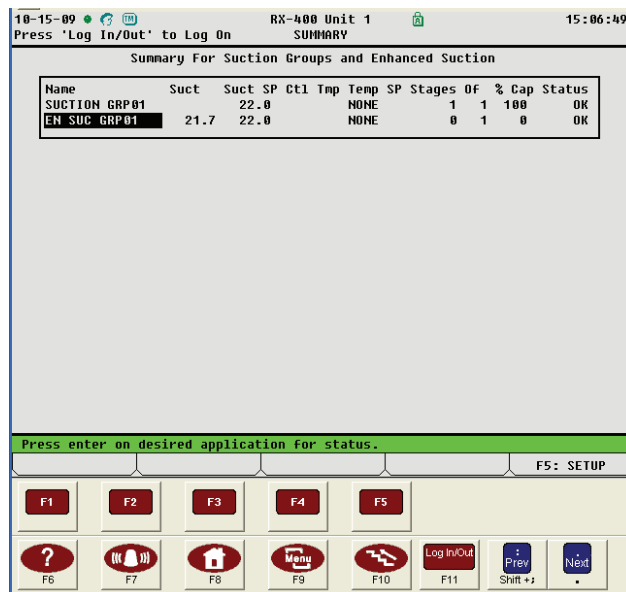 10-15-09 RX-400 Unit 1 15:06:49
Press 'Log In/Out' to Log On SUMMARY
Summary For Suction Groups and Enhanced Suction
Name Suct Suct SP Ctl Tmp Temp SP Stages Of % Cap Status
SUCTION GRP01 22.0 NONE 1 1 100 OK
EN SUC GRP01 21.7 22.0 NONE 0 1 0 OK
Press enter on desired application for status.
F5: SETUP
F1 F2 F3 F4 F5
? Menu Log In/Out : Prev . Next
F6 F7 F8 F9 F10 F11 Shift +; .